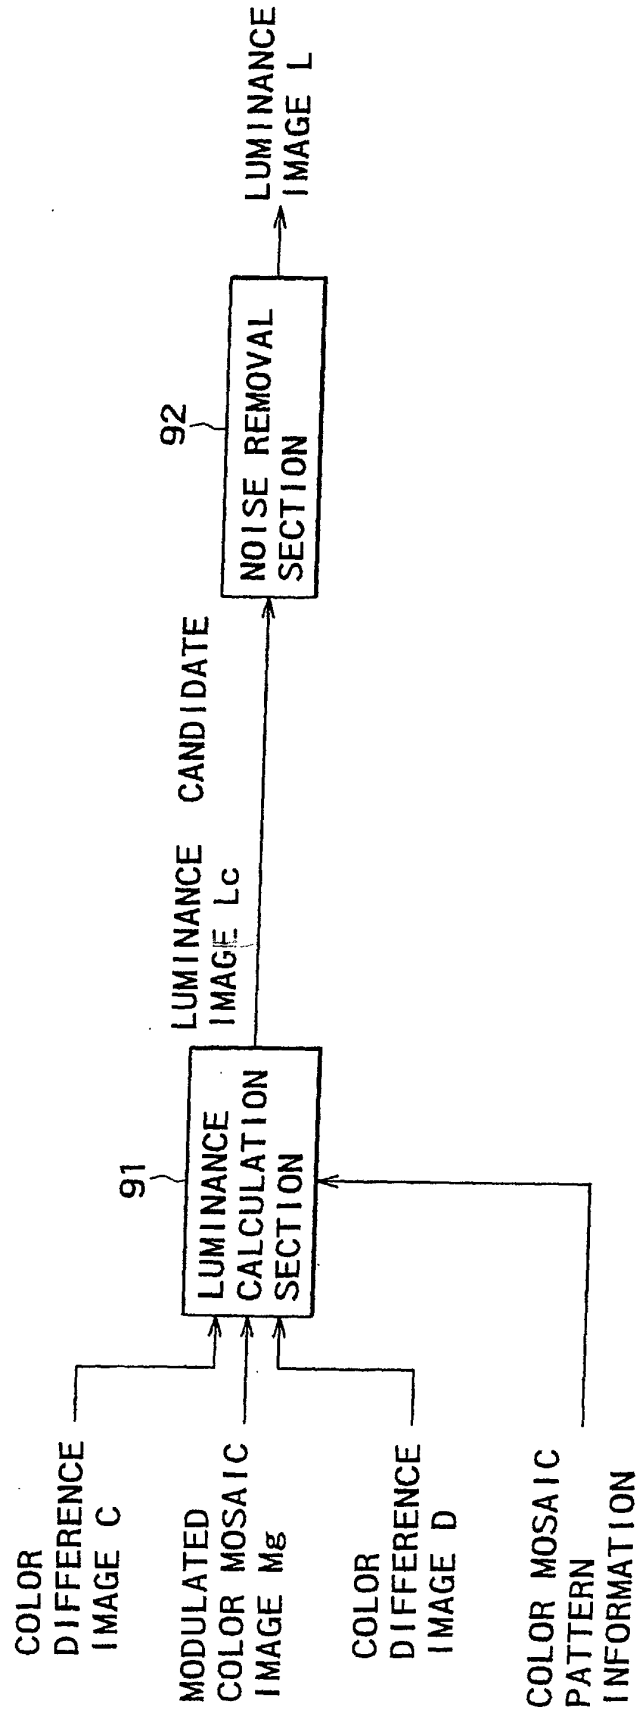 COLOR
DIFFERENCE
IMAGE C
MODULATED
COLOR MOSAIC
IMAGE Mg
COLOR
DIFFERENCE
IMAGE D
COLOR MOSAIC
PATTERN
INFORMATION
91
LUMINANCE
CALCULATION
SECTION
LUMINANCE CANDIDATE
IMAGE Lc
92
NOISE REMOVAL
SECTION
LUMINANCE
IMAGE L